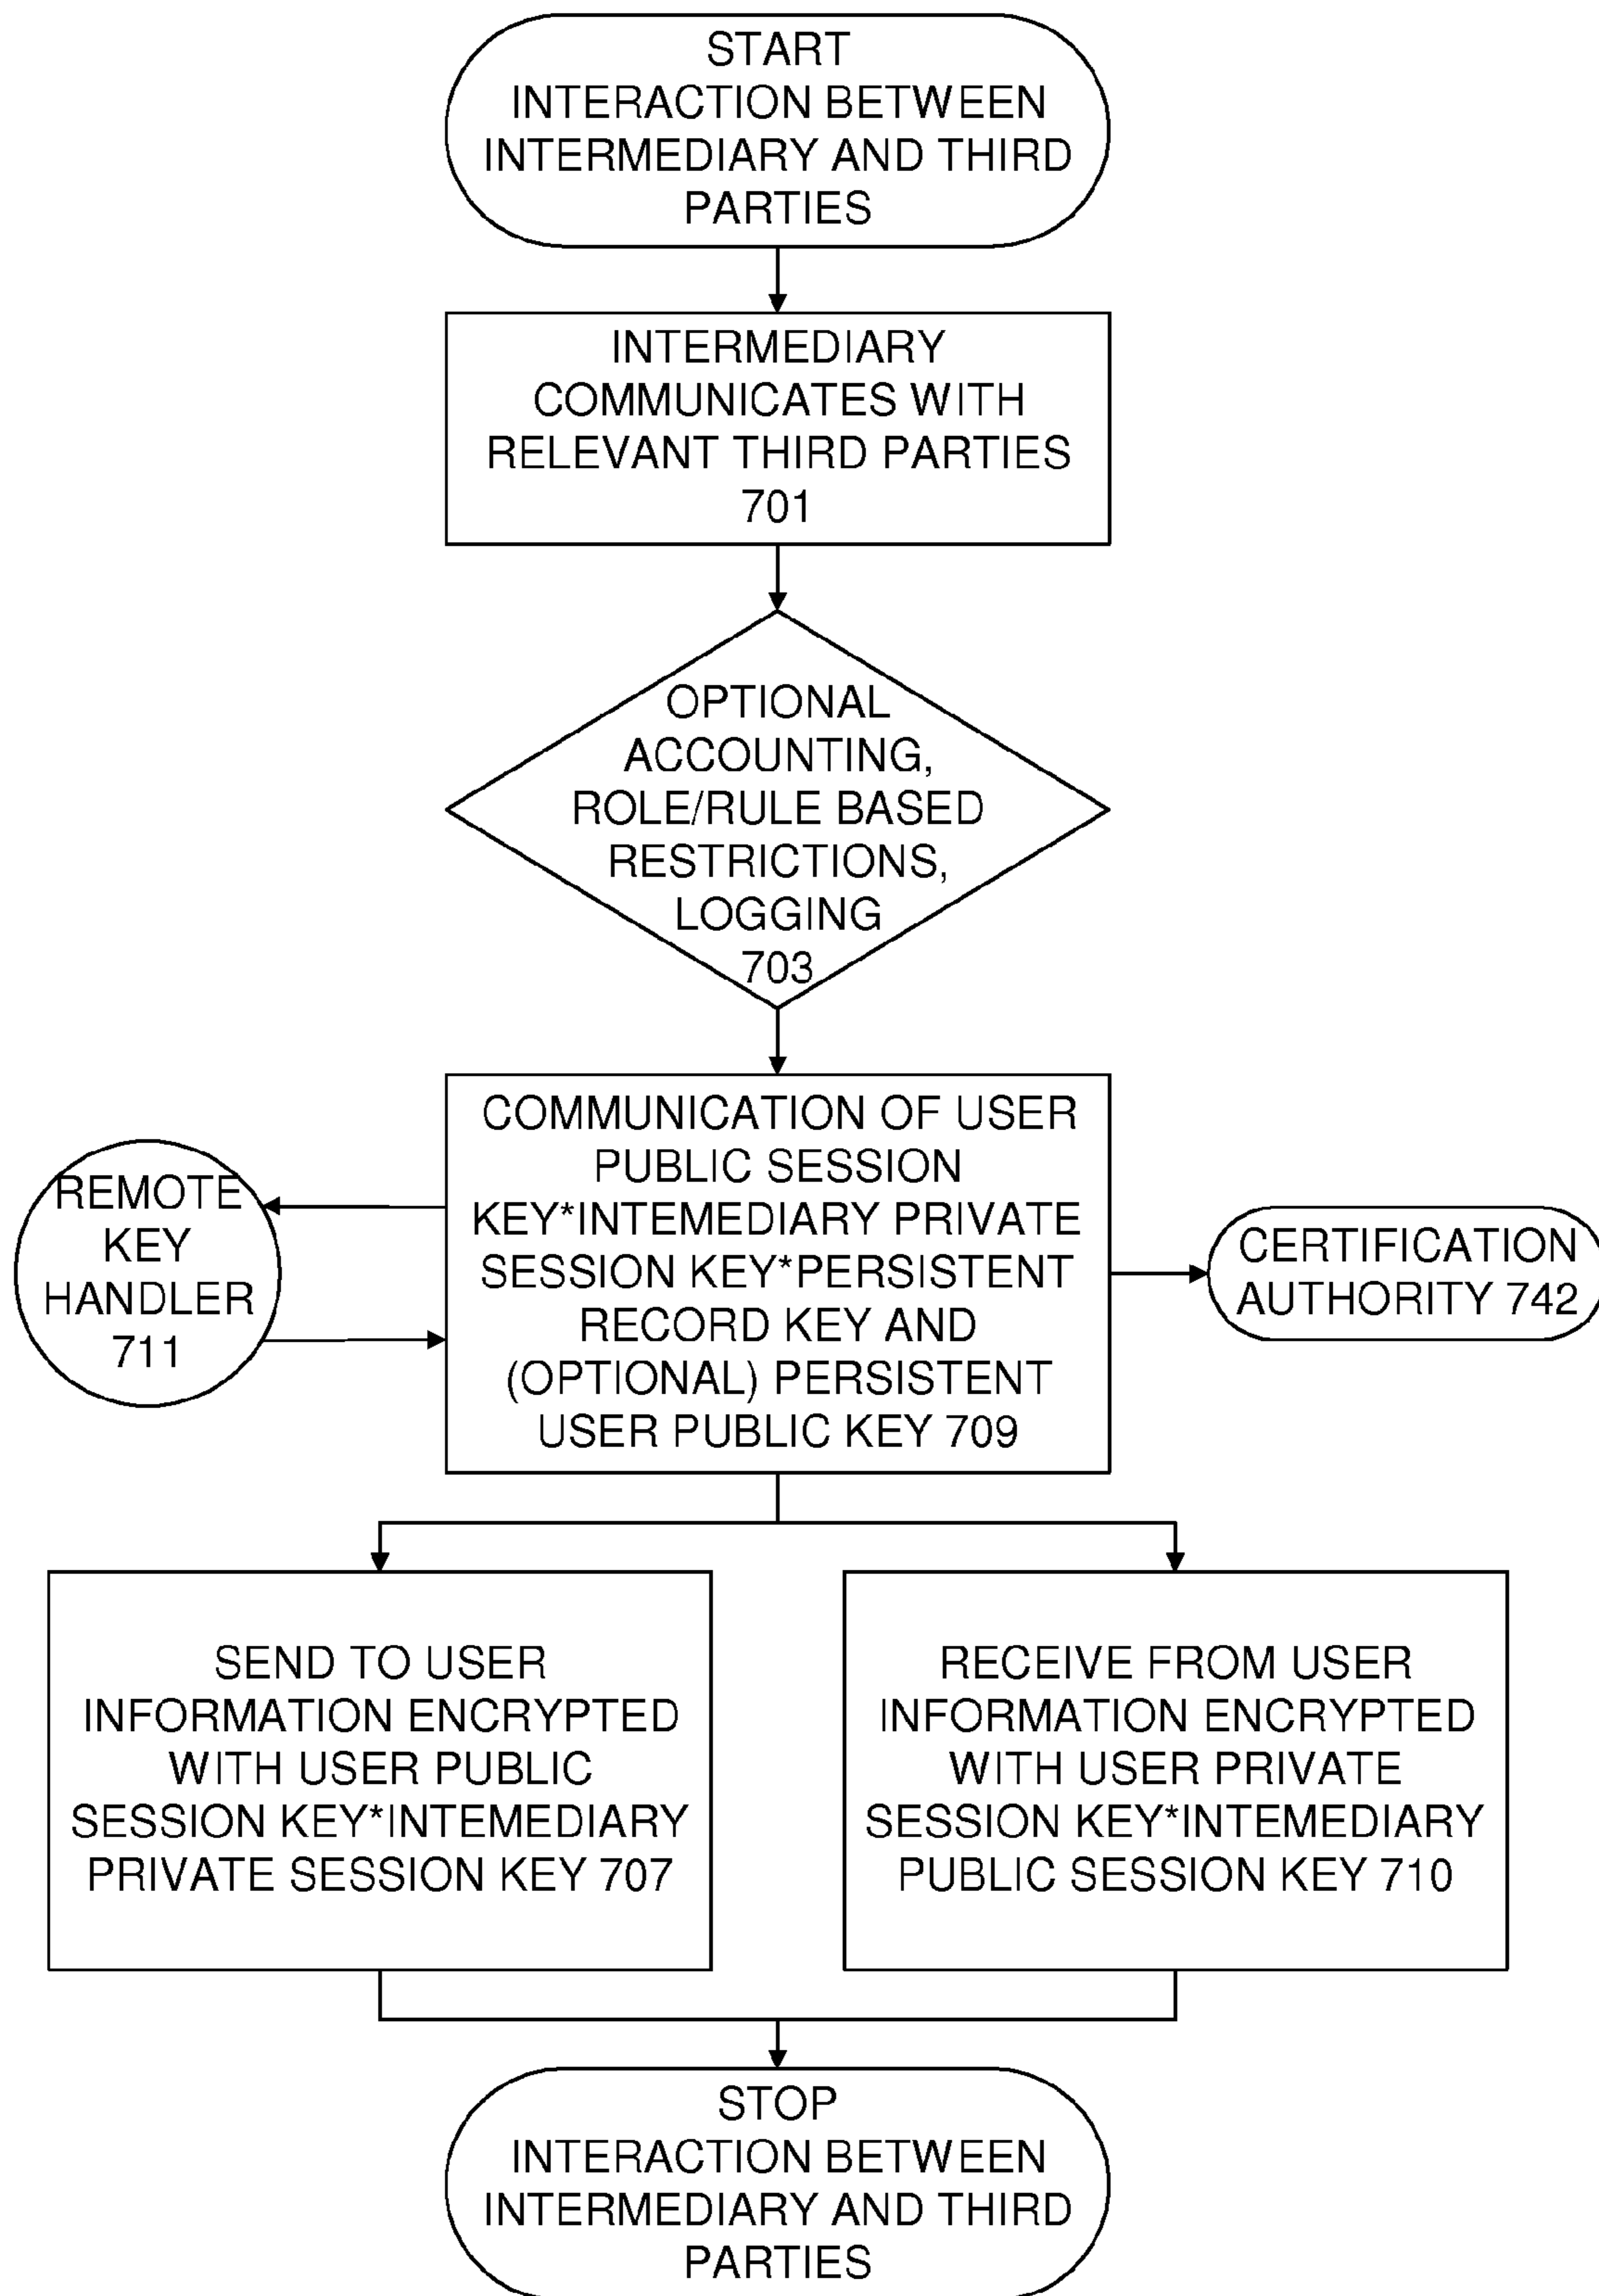 START
INTERACTION BETWEEN
INTERMEDIARY AND THIRD
PARTIES
INTERMEDIARY
COMMUNICATES WITH
RELEVANT THIRD PARTIES
701
OPTIONAL
ACCOUNTING,
ROLE/RULE BASED
RESTRICTIONS,
LOGGING
703
REMOTE
KEY
HANDLER
711
COMMUNICATION OF USER
PUBLIC SESSION
KEY*INTEMEDIARY PRIVATE
SESSION KEY*PERSISTENT
RECORD KEY AND
(OPTIONAL) PERSISTENT
USER PUBLIC KEY 709
CERTIFICATION
AUTHORITY 742
SEND TO USER
INFORMATION ENCRYPTED
WITH USER PUBLIC
SESSION KEY*INTEMEDIARY
PRIVATE SESSION KEY 707
RECEIVE FROM USER
INFORMATION ENCRYPTED
WITH USER PRIVATE
SESSION KEY*INTEMEDIARY
PUBLIC SESSION KEY 710
STOP
INTERACTION BETWEEN
INTERMEDIARY AND THIRD
PARTIES